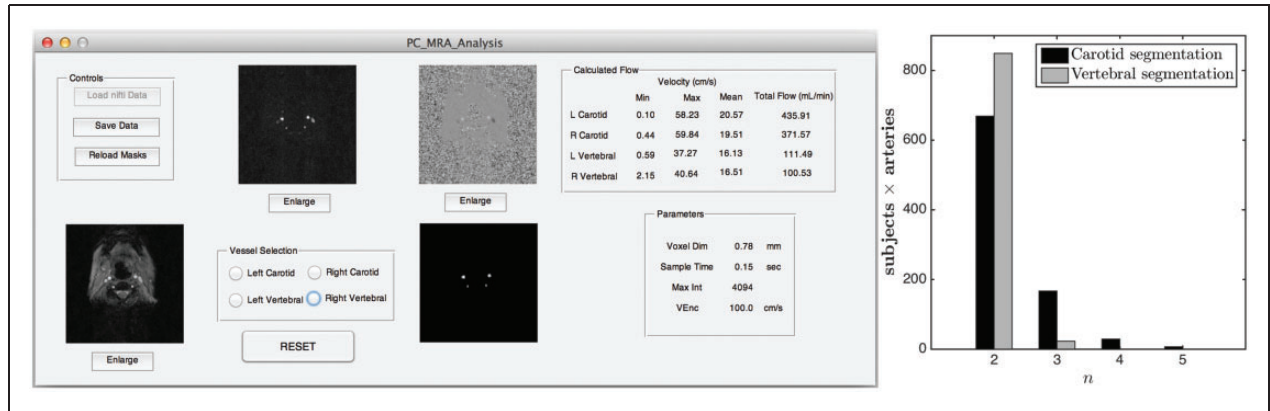 PC_MRA_Analysis
Controls
Load nifti Data
Save Data
Reload Masks
Enlarge
Enlarge
Calculated Flow
Velocity (cm/s)
Min Max Mean Total Flow (mL/min)
L Carotid 0.10 58.23 20.57 435.91
R Carotid 0.44 59.84 19.51 371.57
L Vertebral 0.59 37.27 16.13 111.49
R Vertebral 2.15 40.64 16.51 100.53
Enlarge
Vessel Selection
Left Carotid Right Carotid
Left Vertebral Right Vertebral
RESET
Parameters
Voxel Dim 0.78 mm
Sample Time 0.15 sec
Max Int 4094
VEnc 100.0 cm/s
Carotid segmentation
Vertebral segmentation
subjects × arteries
800
600
400
200
0
2 3 4 5
n